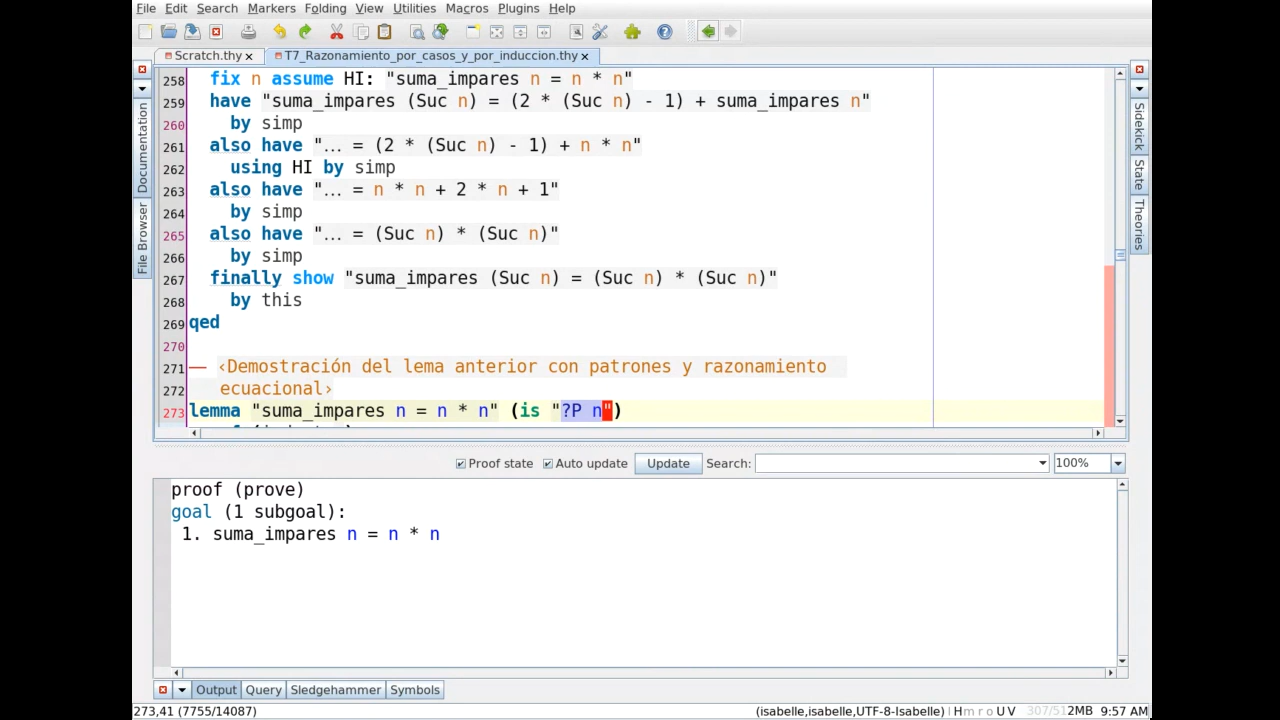 File Edit Search Markers Folding View Utilities Macros Plugins Help
Scratch.thy T7_Razonamiento_por_casos_y_por_induccion.thy
258 fix n assume HI: "suma_impares n = n * n"
259 have "suma_impares (Suc n) = (2 * (Suc n) - 1) + suma_impares n"
260 by simp
261 also have "... = (2 * (Suc n) - 1) + n * n"
262 using HI by simp
263 also have "... = n * n + 2 * n + 1"
264 by simp
265 also have "... = (Suc n) * (Suc n)"
266 by simp
267 finally show "suma_impares (Suc n) = (Suc n) * (Suc n)"
268 by this
269 qed
270
271 — ‹Demostración del lema anterior con patrones y razonamiento
272 ecuacional›
273 lemma "suma_impares n = n * n" (is "?P n")
Documentation
File Browser
Sidekick
State
Theories
Proof state Auto update Update Search: 100%
proof (prove)
goal (1 subgoal):
1. suma_impares n = n * n
Output Query Sledgehammer Symbols
273,41 (7755/14087) (isabelle,isabelle,UTF-8-Isabelle) H m r o U V 307/512MB 9:57 AM